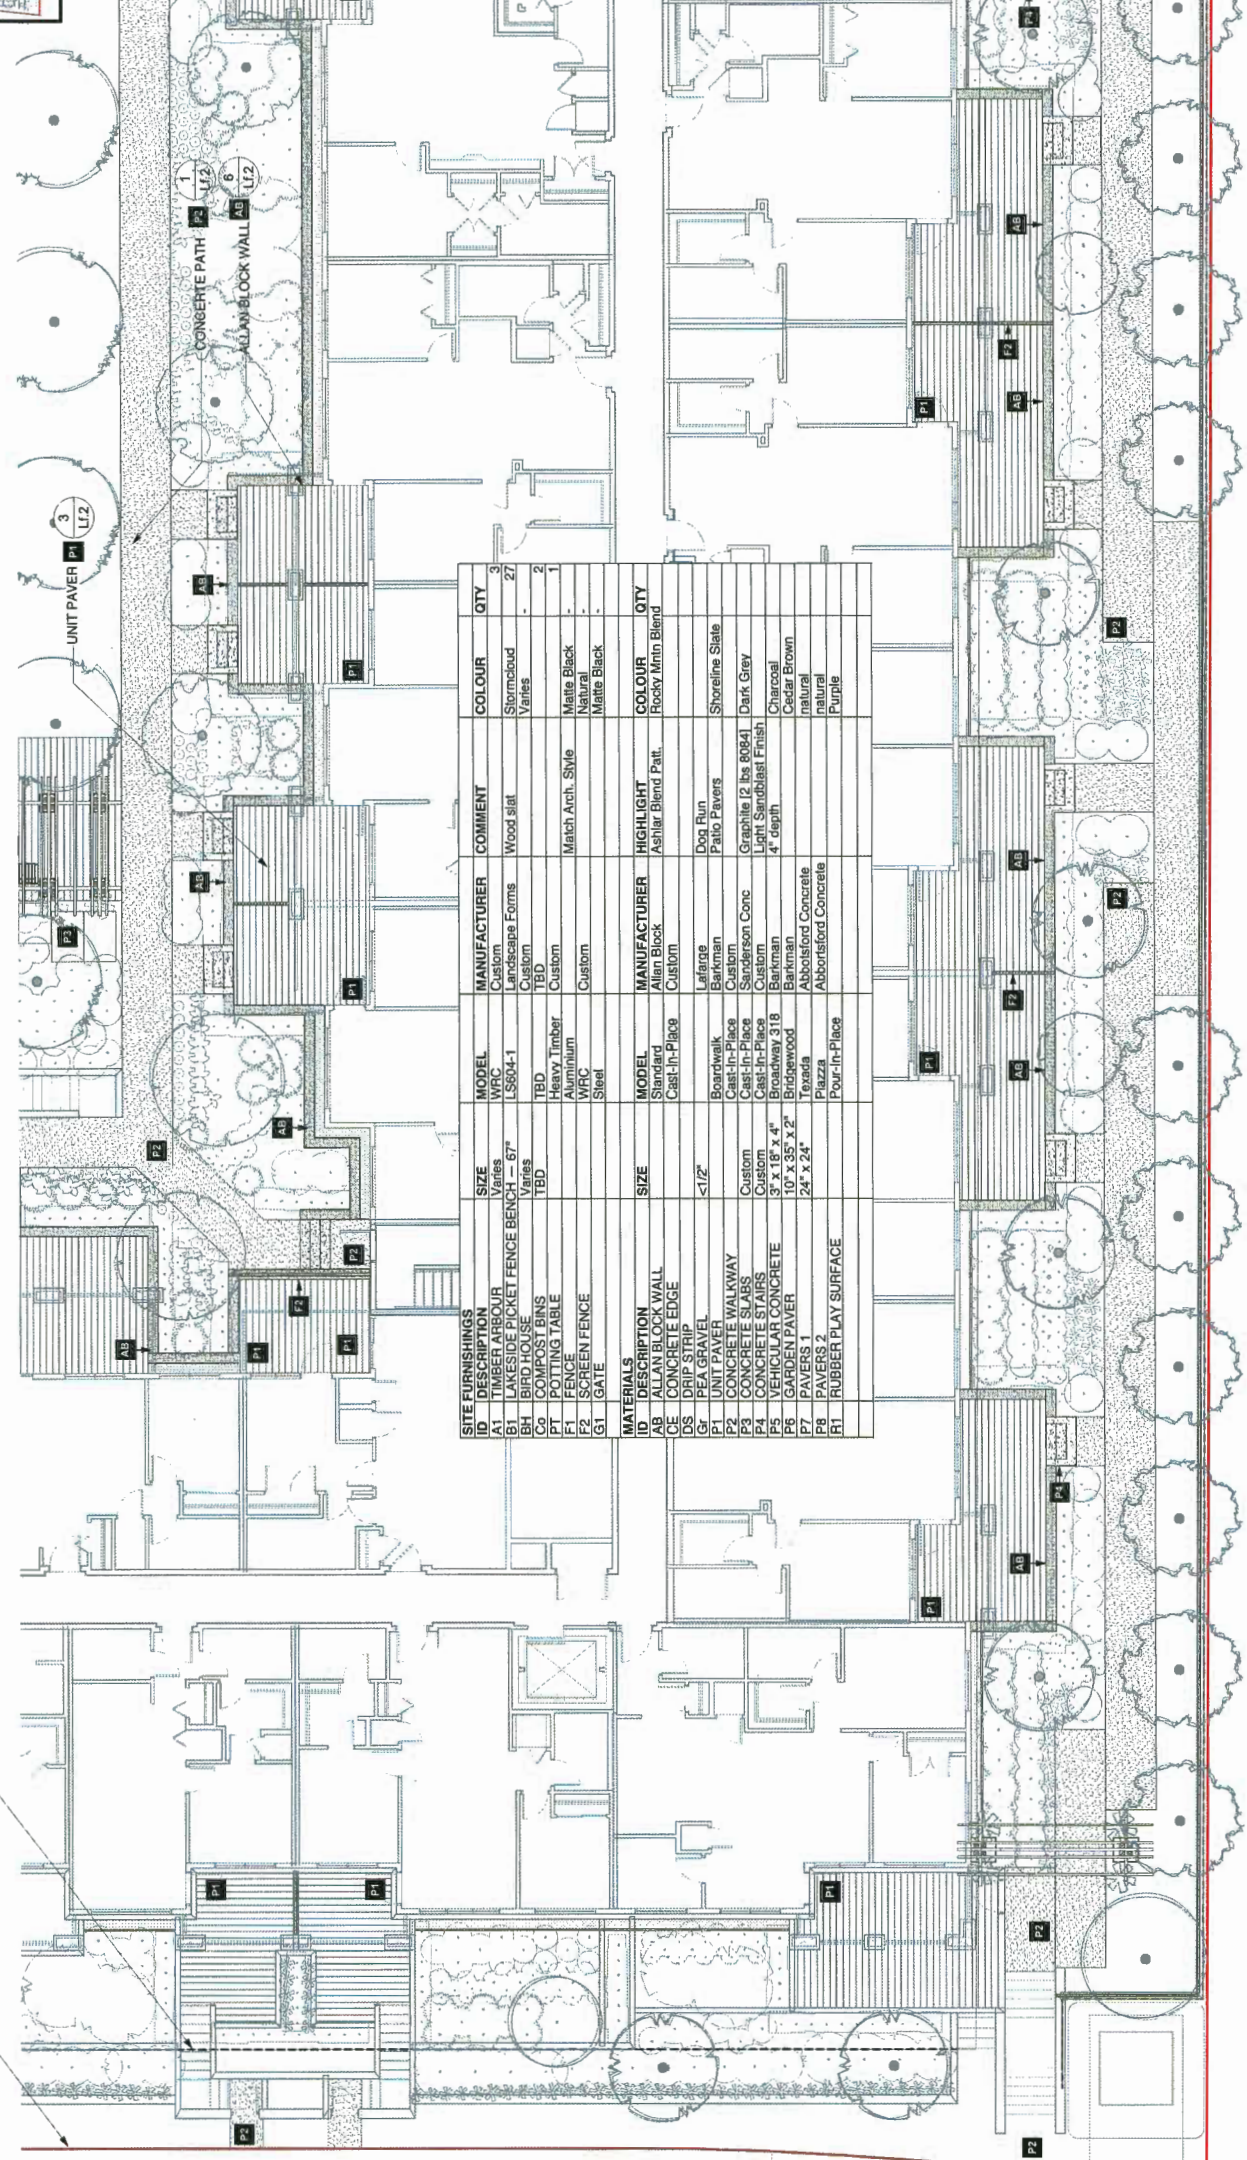 UNIT PAVER P1 3 Lf.2
CONCERTE PATH P2 1 Lf.2
ALLAN BLOCK WALL AB 6 Lf.2
SITE FURNISHINGS
ID DESCRIPTION SIZE MODEL MANUFACTURER COMMENT COLOUR QTY
A1 TIMBER ARBOUR Varies WRC Custom 3
B1 LAKESIDE PICKET FENCE BENCH — 67" LS604-1 Landscape Forms Wood slat Stormcloud 27
BH BIRD HOUSE Varies Custom Varies -
Co COMPOST BINS TBD TBD TBD 2
PT POTTING TABLE Heavy Timber Custom 1
F1 FENCE Aluminium Match Arch. Style Matte Black -
F2 SCREEN FENCE WRC Custom Natural -
G1 GATE Steel Matte Black -
MATERIALS
ID DESCRIPTION SIZE MODEL MANUFACTURER HIGHLIGHT COLOUR QTY
AB ALLAN BLOCK WALL Standard Allan Block Ashlar Blend Patt. Rocky Mntn Blend
CE CONCRETE EDGE Cast-In-Place Custom
DS DRIP STRIP
Gr PEA GRAVEL <1/2" Lafarge Dog Run
P1 UNIT PAVER Boardwalk Barkman Patio Pavers Shoreline Slate
P2 CONCRETE WALKWAY Cast-In-Place Custom
P3 CONCRETE SLABS Custom Cast-In-Place Sanderson Conc Graphite [2 lbs 8084] Dark Grey
P4 CONCRETE STAIRS Custom Cast-In-Place Custom Light Sandblast Finish
P5 VEHICULAR CONCRETE 3" x 18" x 4" Broadway 318 Barkman 4" depth Charcoal
P6 GARDEN PAVER 10" x 35" x 2" Bridgewood Barkman Cedar Brown
P7 PAVERS 1 24" x 24" Texada Abbotsford Concrete natural
P8 PAVERS 2 Piazza Abbortsford Concrete natural
R1 RUBBER PLAY SURFACE Pour-In-Place Purple
P2
P1
P1
P2
P2
P1
AB
P1
P1
F2
P2
P2
AB
P1
AB
P3
P1
AB
P1
AB
P4
P1
AB
F2
AB
P2
P2
P1
AB
F2
AB
P4